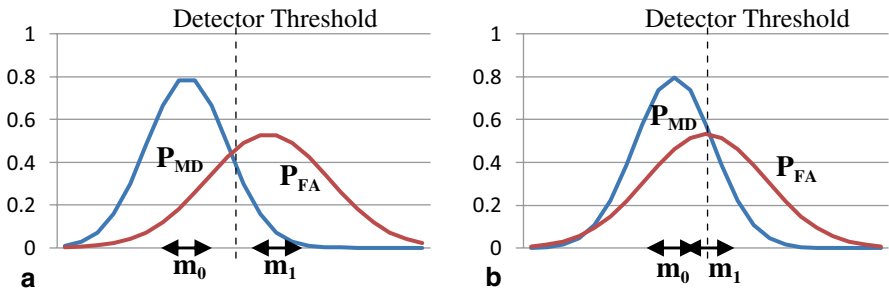 Detector Threshold
1
0.8
0.6
0.4
0.2
0
P_MD
P_FA
m_0
m_1
a
Detector Threshold
1
0.8
0.6
0.4
0.2
0
P_MD
P_FA
m_0
m_1
b